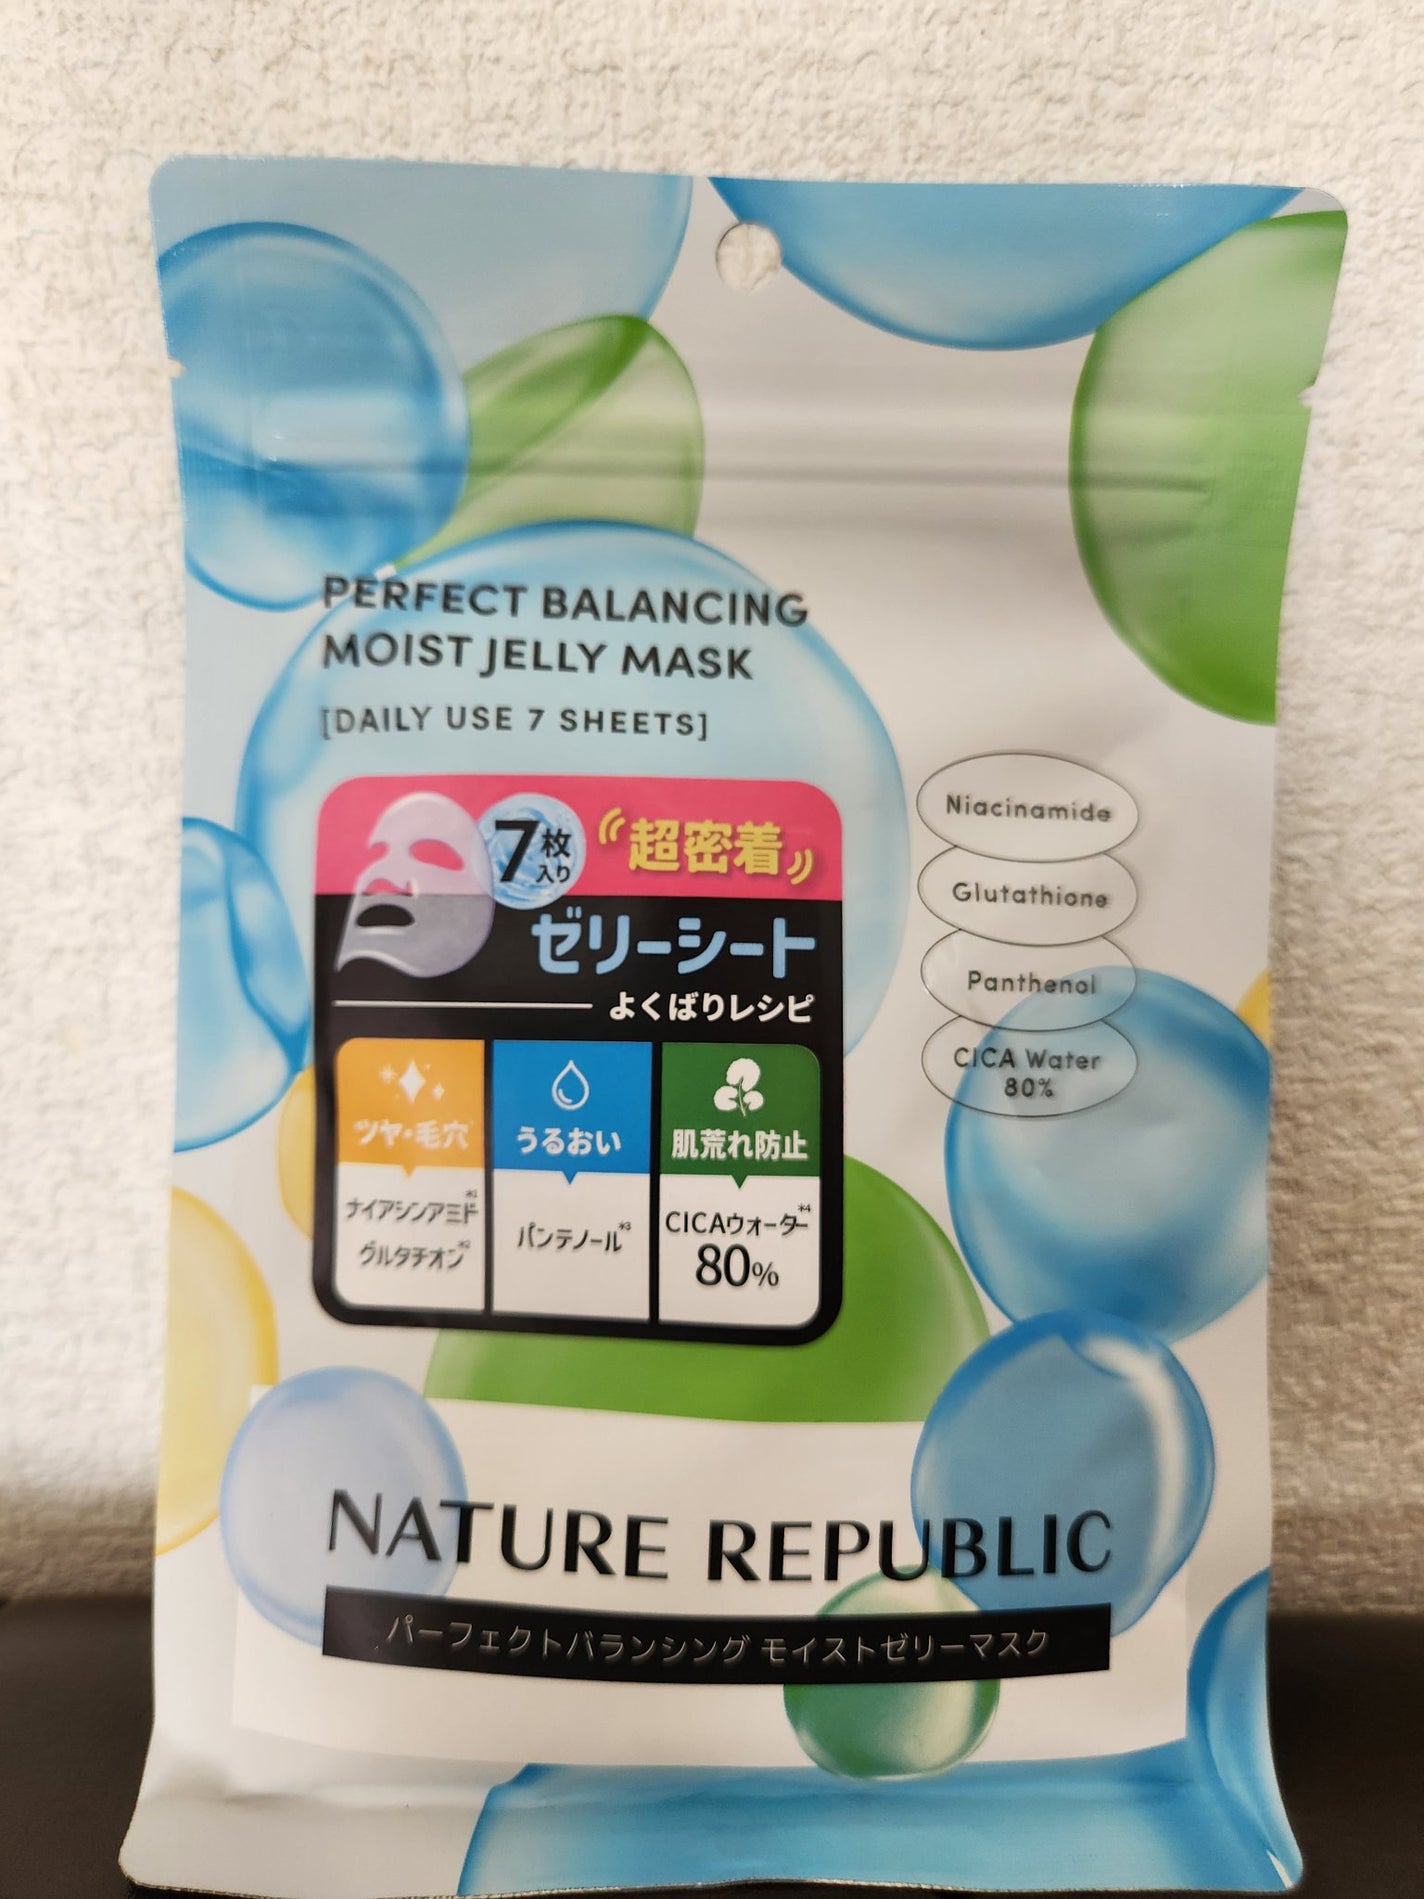 PERFECT BALANCING
MOIST JELLY MASK
[DAILY USE 7 SHEETS]
7枚入り 超密着
ゼリーシート
よくばりレシピ
ツヤ・毛穴
ナイアシンアミド※1
グルタチオン※2
うるおい
パンテノール※3
肌荒れ防止
CICAウォーター※4
80%
Niacinamide
Glutathione
Panthenol
CICA Water
80%
NATURE REPUBLIC
パーフェクトバランシング モイストゼリーマスク